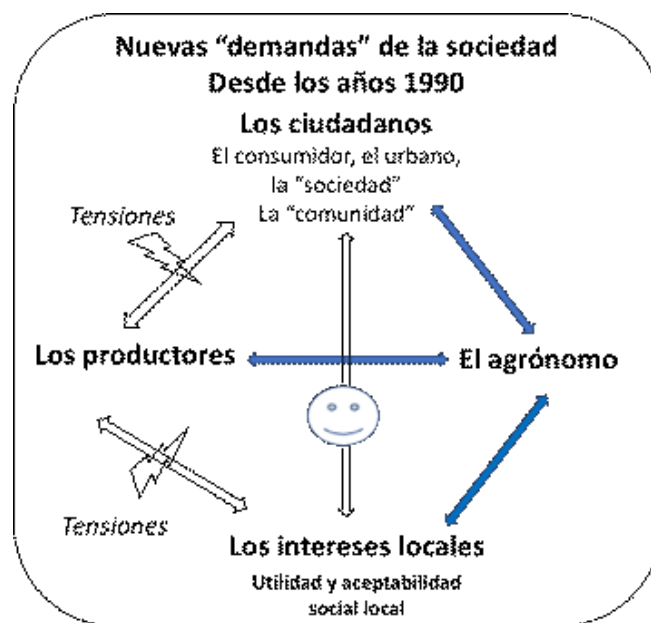 Nuevas “demandas” de la sociedad
Desde los años 1990
Los ciudadanos
El consumidor, el urbano,
la “sociedad”
La “comunidad”
Tensiones
Los productores
El agrónomo
Tensiones
Los intereses locales
Utilidad y aceptabilidad
social local